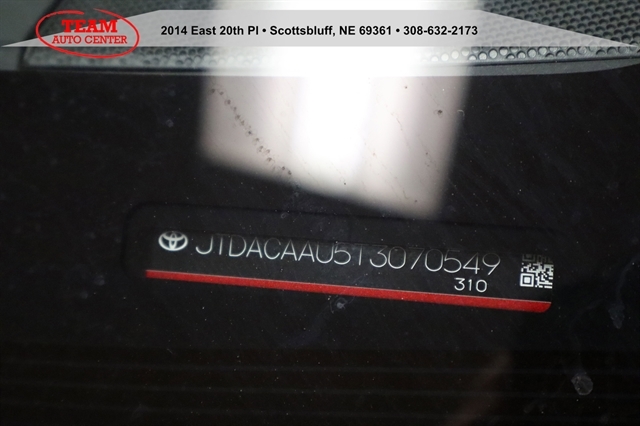 TEAM
AUTO CENTER
2014 East 20th Pl • Scottsbluff, NE 69361 • 308-632-2173
JTDACAAU5T3070549
310